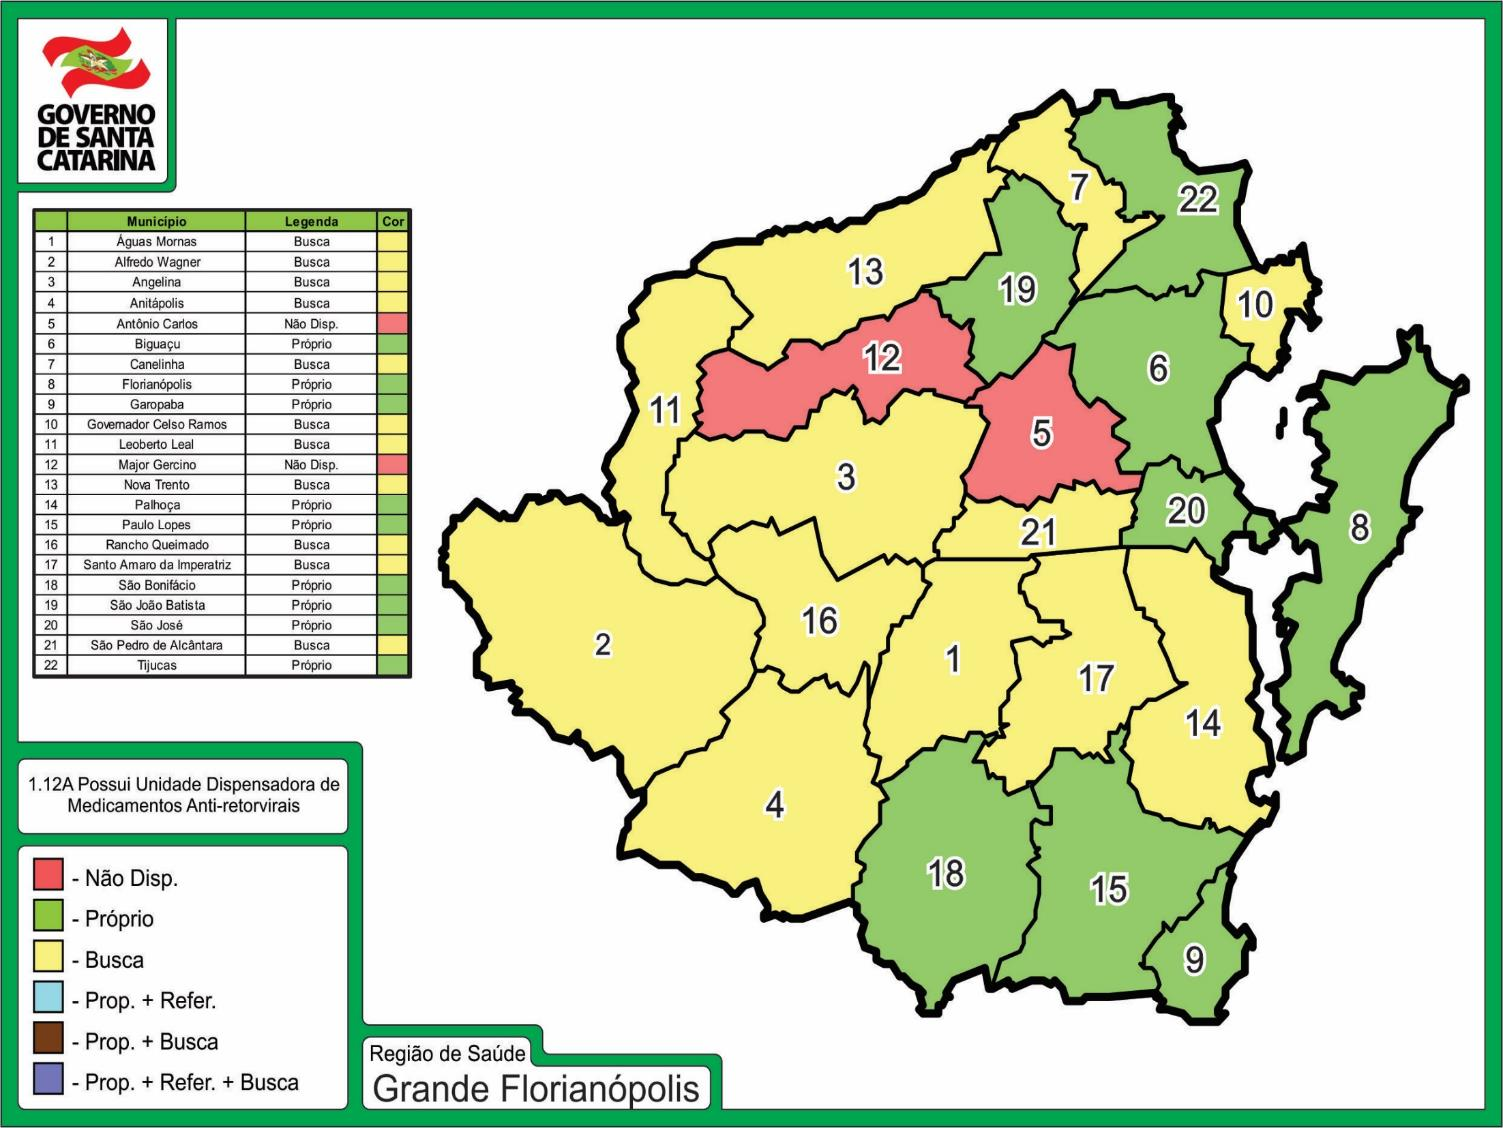 GOVERNO
DE SANTA
CATARINA
Município Legenda Cor
1 Águas Mornas Busca
2 Alfredo Wagner Busca
3 Angelina Busca
4 Anitápolis Busca
5 Antônio Carlos Não Disp.
6 Biguaçu Próprio
7 Canelinha Busca
8 Florianópolis Próprio
9 Garopaba Próprio
10 Governador Celso Ramos Busca
11 Leoberto Leal Busca
12 Major Gercino Não Disp.
13 Nova Trento Busca
14 Palhoça Próprio
15 Paulo Lopes Próprio
16 Rancho Queimado Busca
17 Santo Amaro da Imperatriz Busca
18 São Bonifácio Próprio
19 São João Batista Próprio
20 São José Próprio
21 São Pedro de Alcântara Busca
22 Tijucas Próprio
7
22
13
19
10
12
6
11
5
3
20
21
8
16
2
1
17
14
4
18
15
9
1.12A Possui Unidade Dispensadora de
Medicamentos Anti-retorvirais
- Não Disp.
- Próprio
- Busca
- Prop. + Refer.
- Prop. + Busca
- Prop. + Refer. + Busca
Região de Saúde
Grande Florianópolis